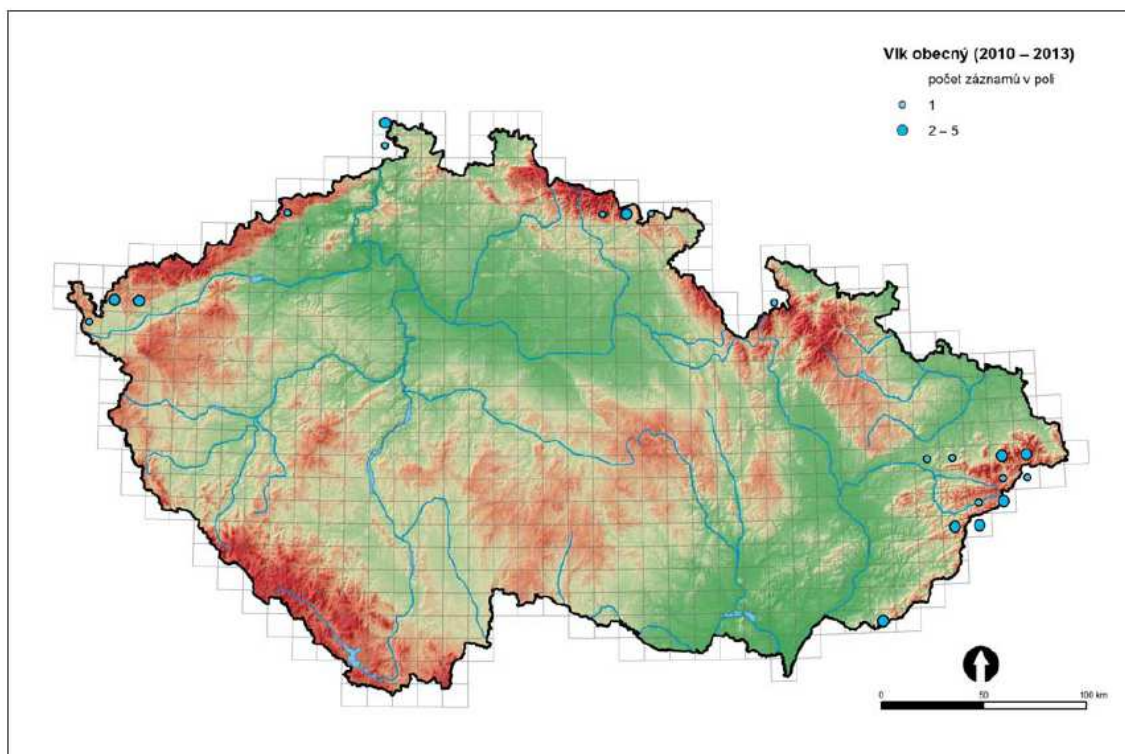 Vlk obecný (2010 – 2013)
počet záznamů v poli
1
2 – 5
0 50 100 km